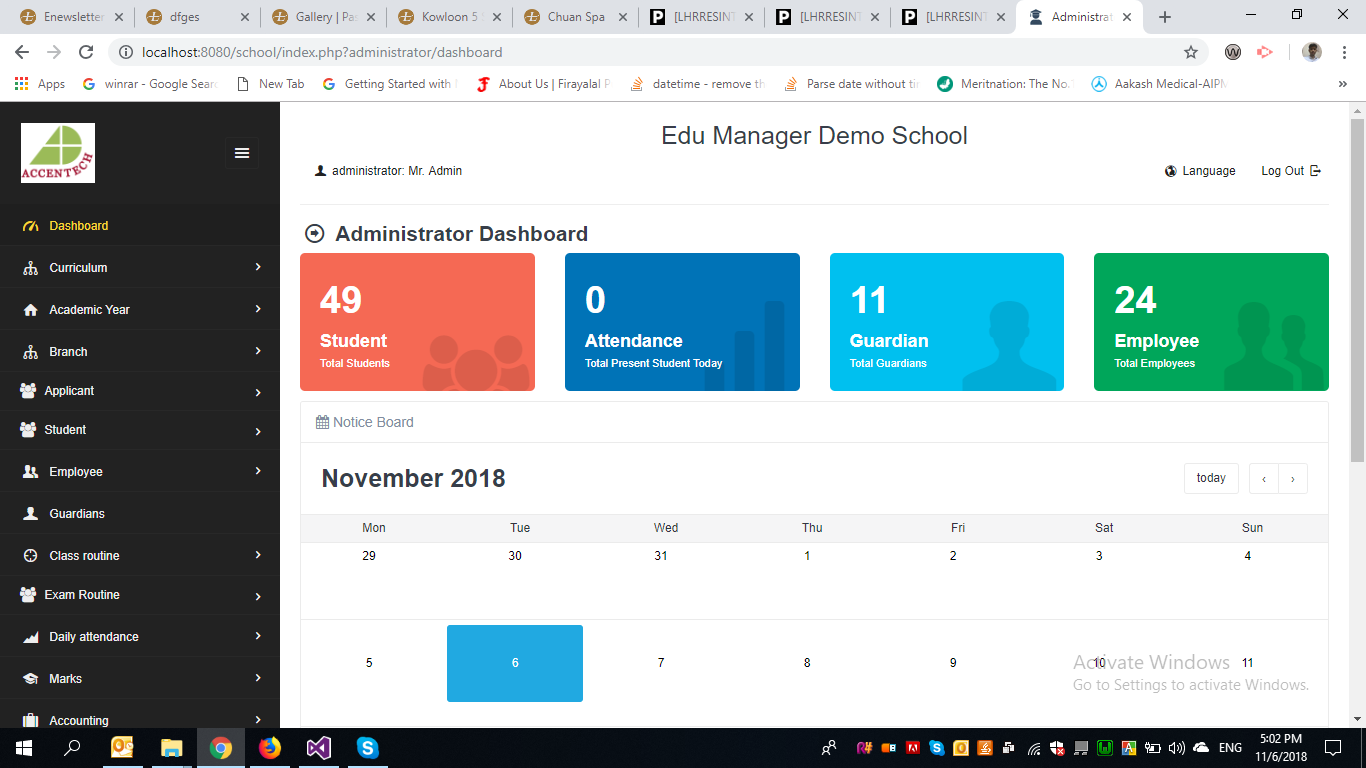 Enewsletter
dfges
Gallery | Pa
Kowloon 5
Chuan Spa
[LHRRESINT
[LHRRESINT
[LHRRESINT
Administrat
localhost:8080/school/index.php?administrator/dashboard
Apps
winrar - Google Sear
New Tab
Getting Started with
About Us | Firayalal P
datetime - remove th
Parse date without ti
Meritnation: The No.
Aakash Medical-AIPM
»
ACCENTECH
Edu Manager Demo School
administrator: Mr. Admin
Language
Log Out
Dashboard
Curriculum
Academic Year
Branch
Applicant
Student
Employee
Guardians
Class routine
Exam Routine
Daily attendance
Marks
Accounting
Administrator Dashboard
49
Student
Total Students
0
Attendance
Total Present Student Today
11
Guardian
Total Guardians
24
Employee
Total Employees
Notice Board
November 2018
today
‹
›
Mon Tue Wed Thu Fri Sat Sun
29 30 31 1 2 3 4
5 6 7 8 9 10 11
Activate Windows
Go to Settings to activate Windows.
ENG
5:02 PM
11/6/2018